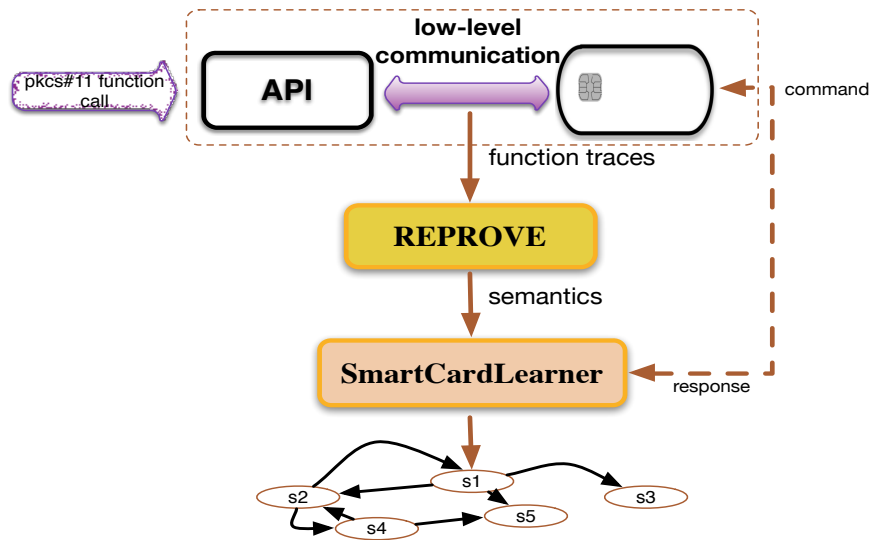 low-level
communication
pkcs#11 function
call
API
command
function traces
REPROVE
semantics
SmartCardLearner
response
s1
s2
s3
s5
s4